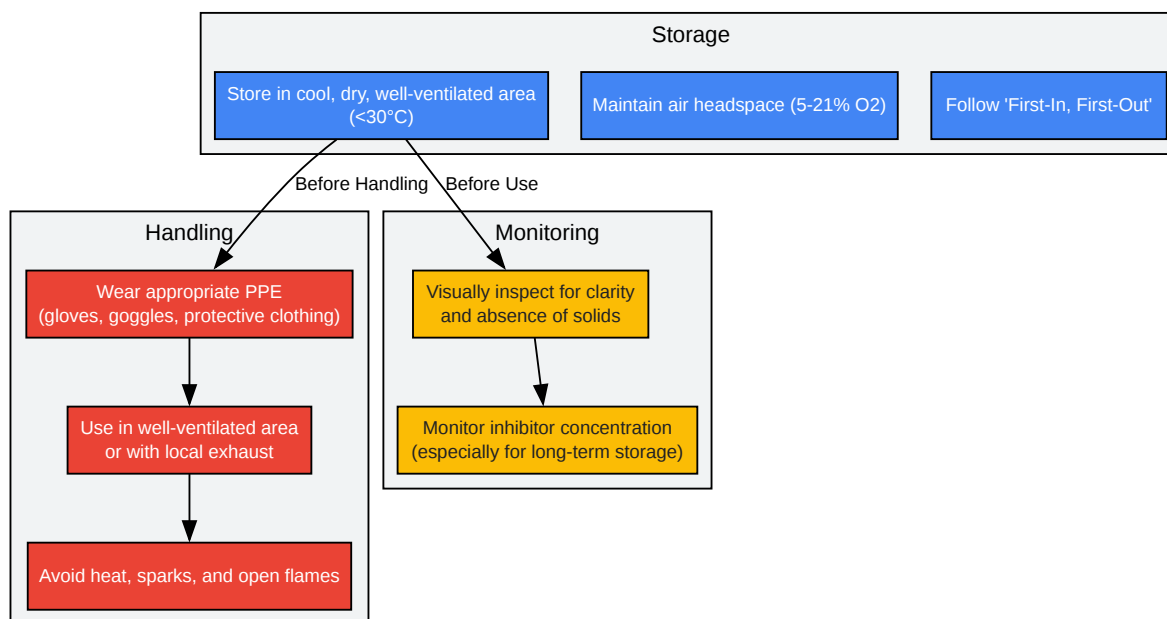 Storage
Store in cool, dry, well-ventilated area
(<30°C)
Maintain air headspace (5-21% O2)
Follow 'First-In, First-Out'
Before Handling
Before Use
Handling
Wear appropriate PPE
(gloves, goggles, protective clothing)
Use in well-ventilated area
or with local exhaust
Avoid heat, sparks, and open flames
Monitoring
Visually inspect for clarity
and absence of solids
Monitor inhibitor concentration
(especially for long-term storage)